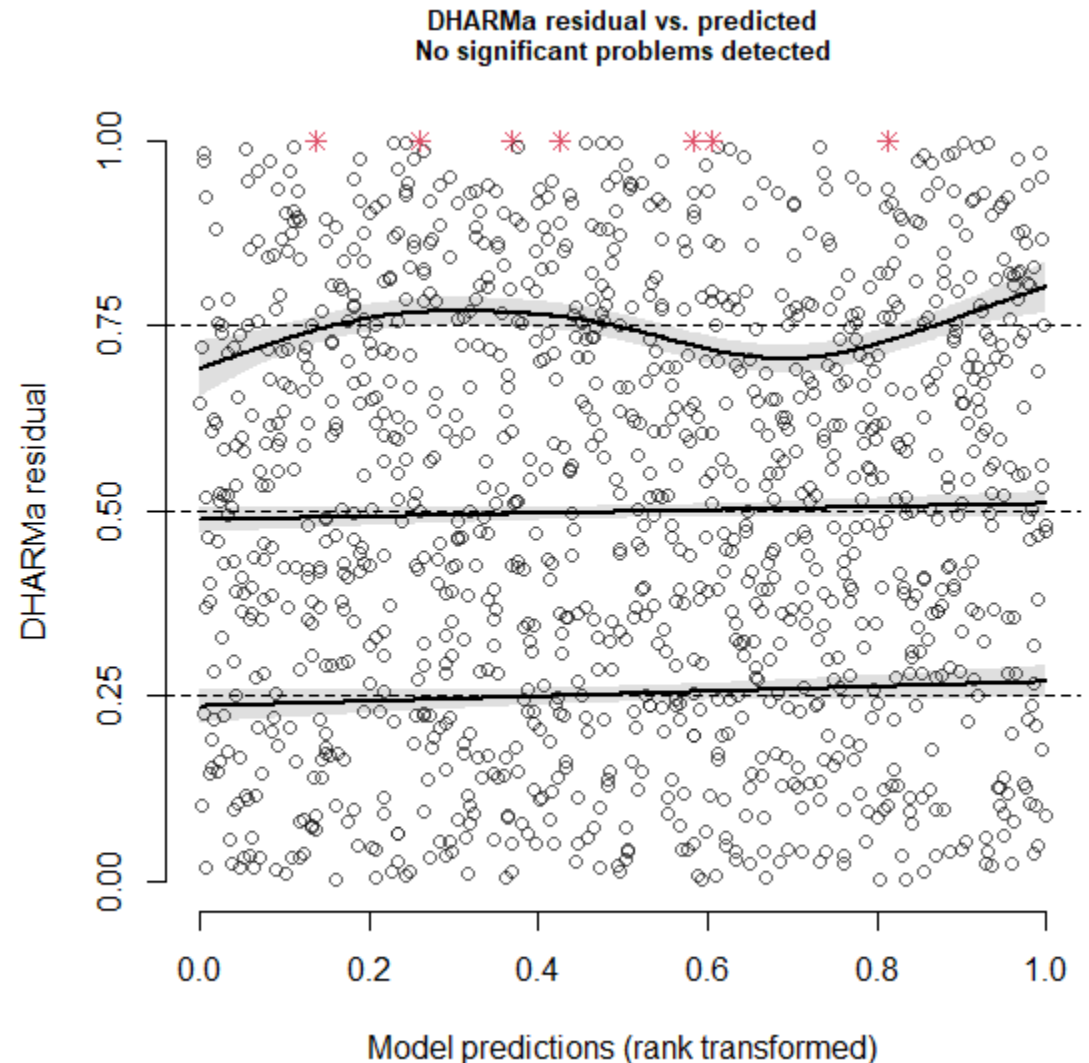 DHARMa residual vs. predicted
No significant problems detected
1.00
0.75
0.50
0.25
0.00
DHARMa residual
0.0 0.2 0.4 0.6 0.8 1.0
Model predictions (rank transformed)